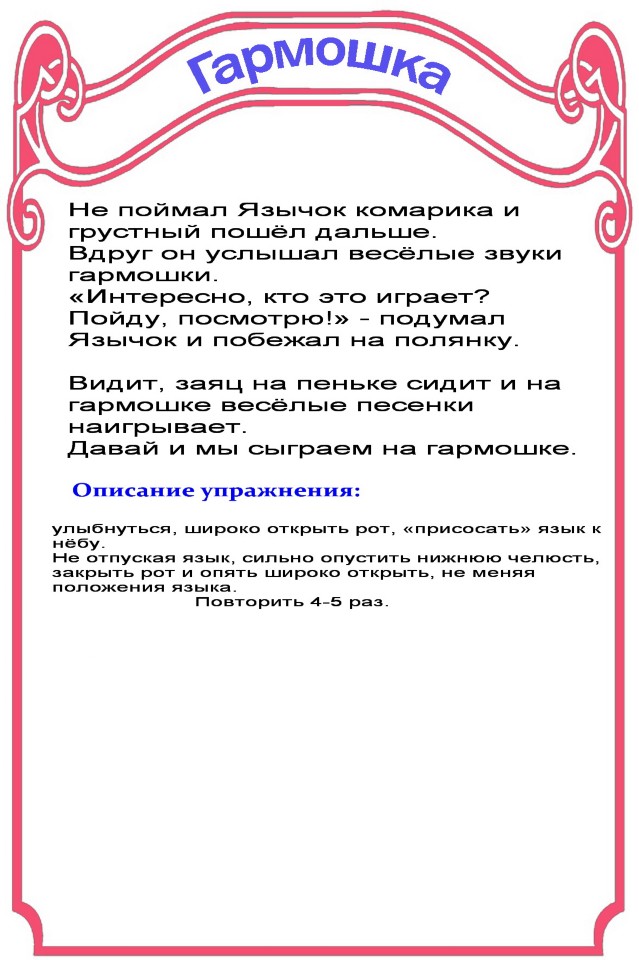 Гармошка
Не поймал Язычок комарика и
грустный пошёл дальше.
Вдруг он услышал весёлые звуки
гармошки.
«Интересно, кто это играет?
Пойду, посмотрю!» - подумал
Язычок и побежал на полянку.
Видит, заяц на пеньке сидит и на
гармошке весёлые песенки
наигрывает.
Давай и мы сыграем на гармошке.
Описание упражнения:
улыбнуться, широко открыть рот, «присосать» язык к
нёбу.
Не отпуская язык, сильно опустить нижнюю челюсть,
закрыть рот и опять широко открыть, не меняя
положения языка.
Повторить 4-5 раз.